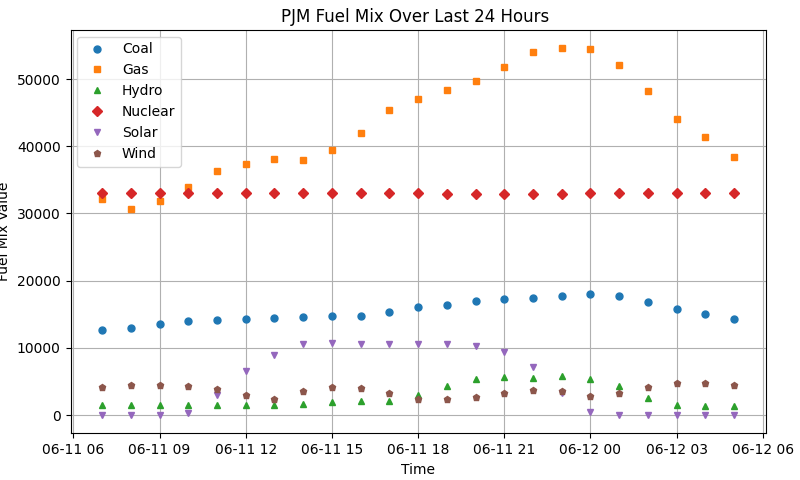 PJM Fuel Mix Over Last 24 Hours
Coal
Gas
Hydro
Nuclear
Solar
Wind
50000
40000
30000
20000
10000
0
Fuel Mix Value
06-11 06 06-11 09 06-11 12 06-11 15 06-11 18 06-11 21 06-12 00 06-12 03 06-12 06
Time